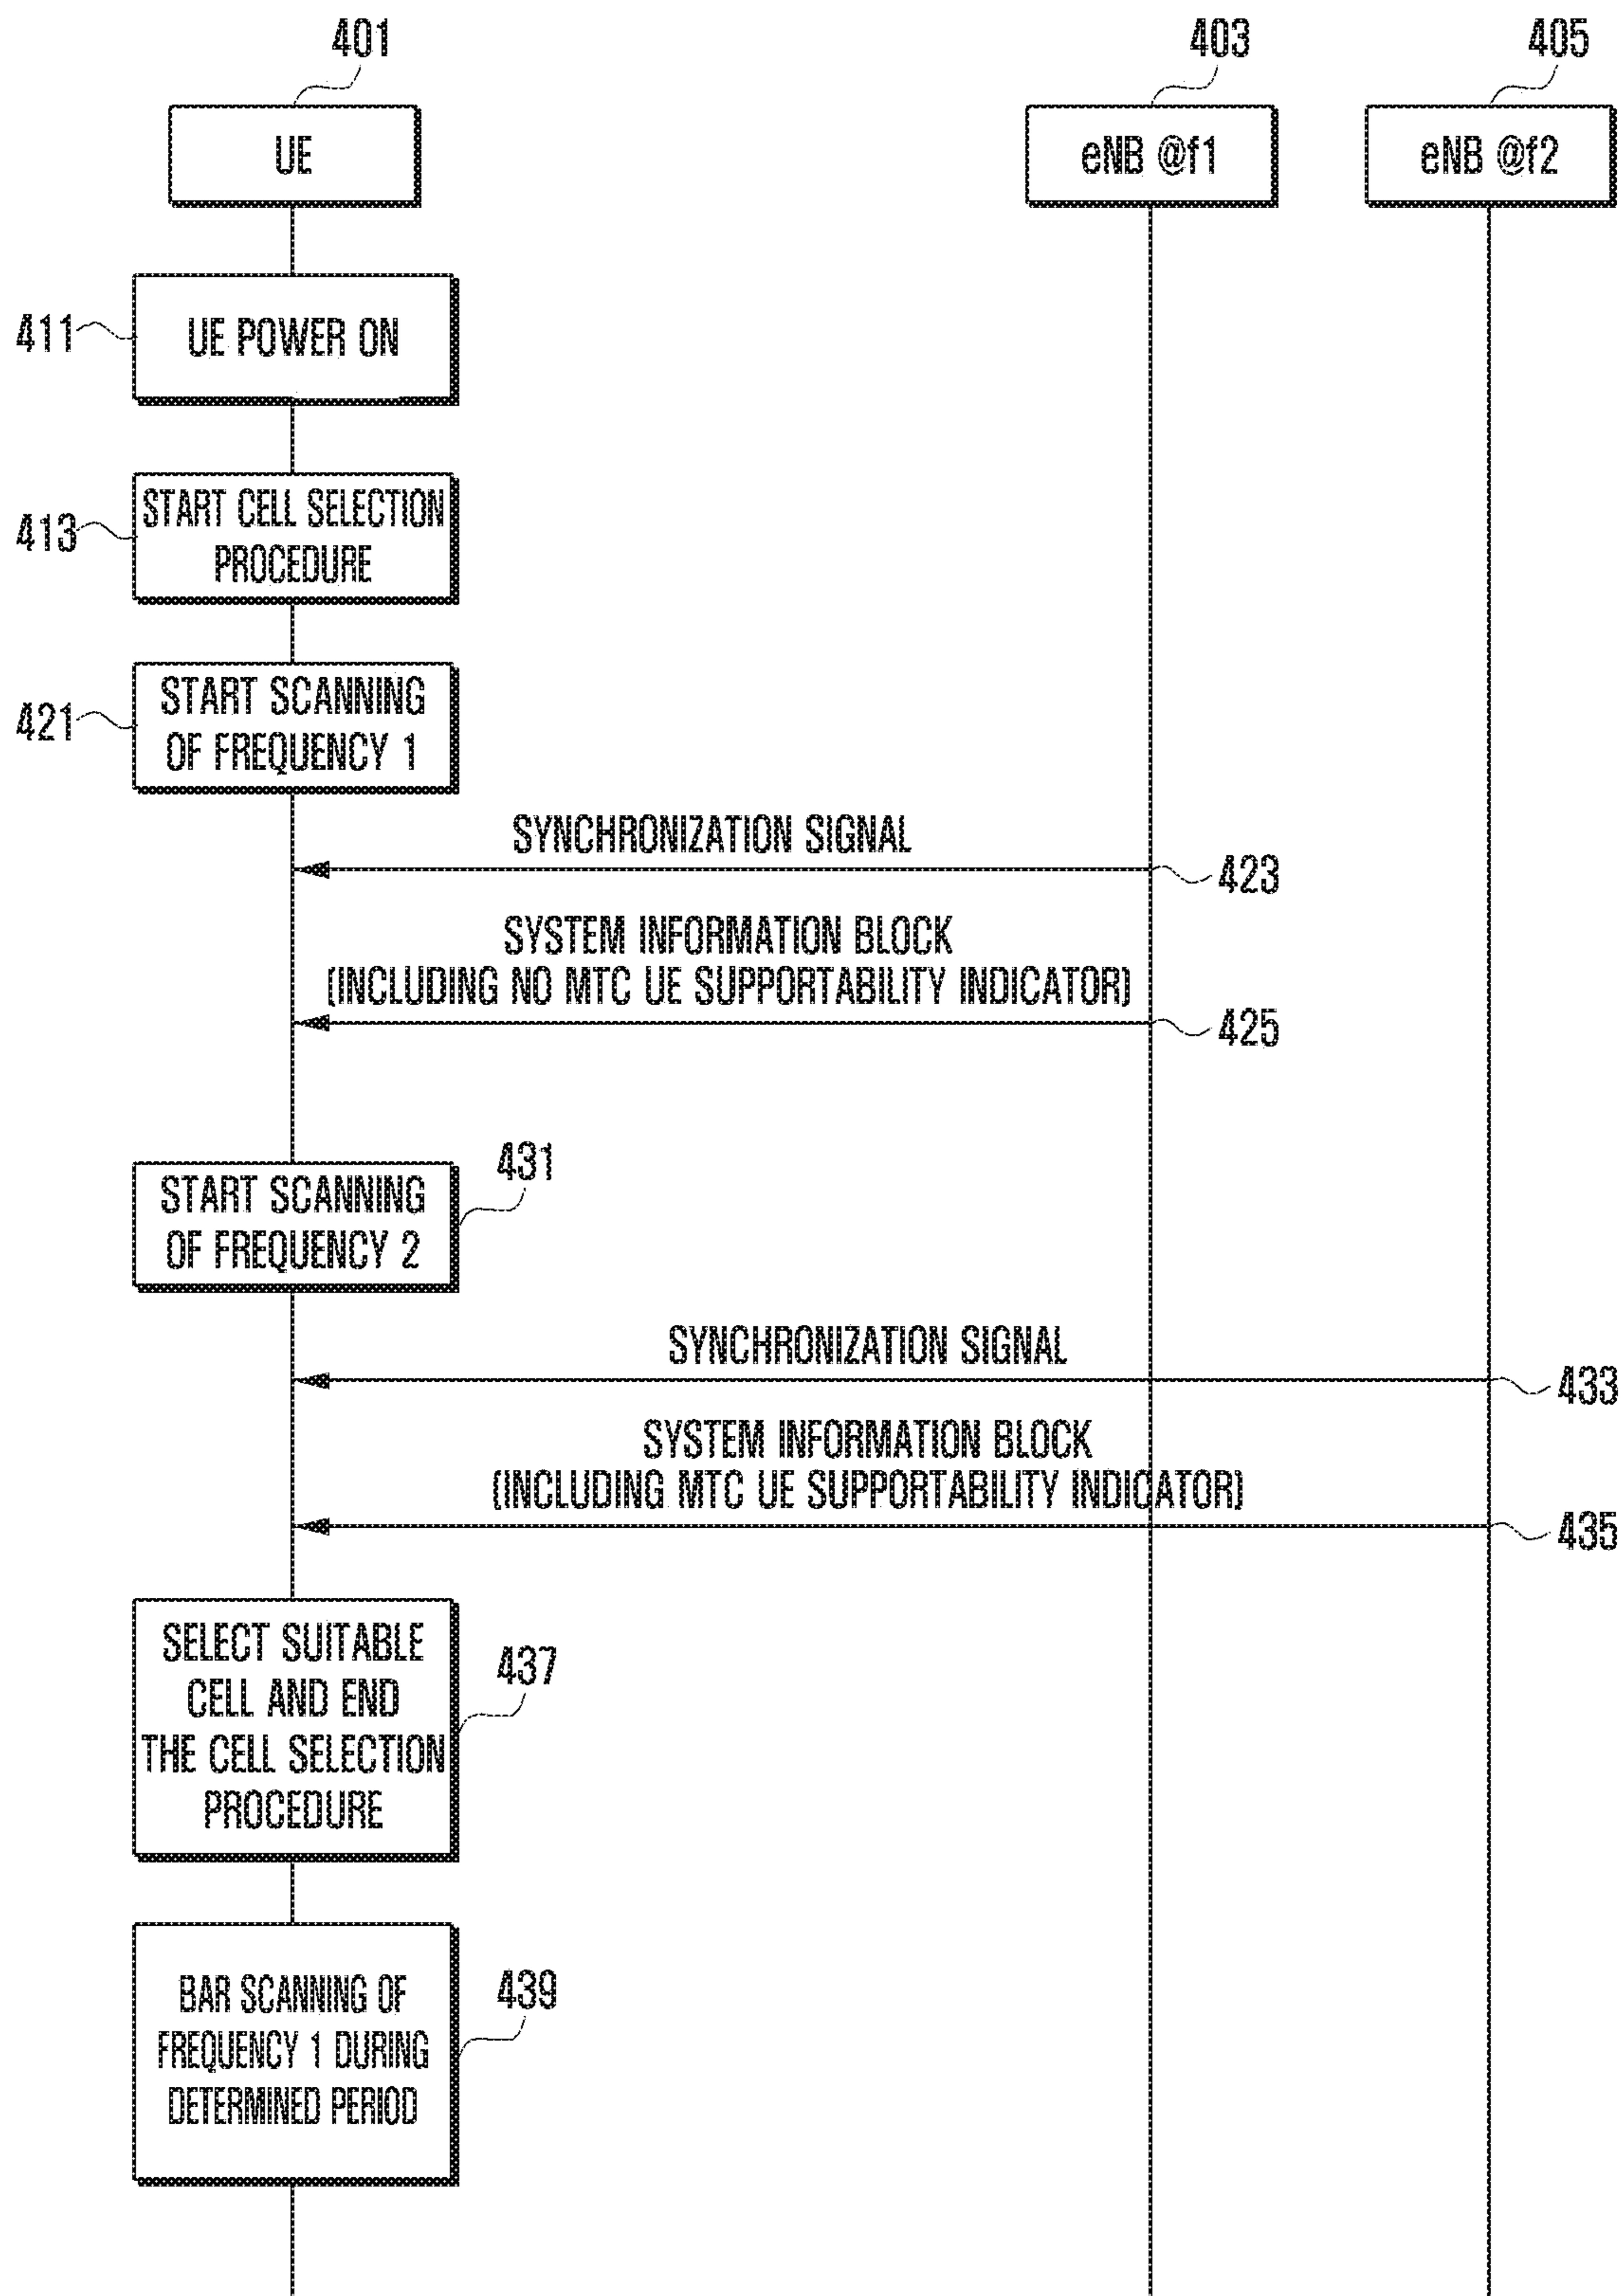 401
403
405
UE
eNB @f1
eNB @f2
411
UE POWER ON
413
START CELL SELECTION
PROCEDURE
421
START SCANNING
OF FREQUENCY 1
SYNCHRONIZATION SIGNAL
423
SYSTEM INFORMATION BLOCK
(INCLUDING NO MTC UE SUPPORTABILITY INDICATOR)
425
431
START SCANNING
OF FREQUENCY 2
SYNCHRONIZATION SIGNAL
433
SYSTEM INFORMATION BLOCK
(INCLUDING MTC UE SUPPORTABILITY INDICATOR)
435
SELECT SUITABLE
CELL AND END
THE CELL SELECTION
PROCEDURE
437
BAR SCANNING OF
FREQUENCY 1 DURING
DETERMINED PERIOD
439